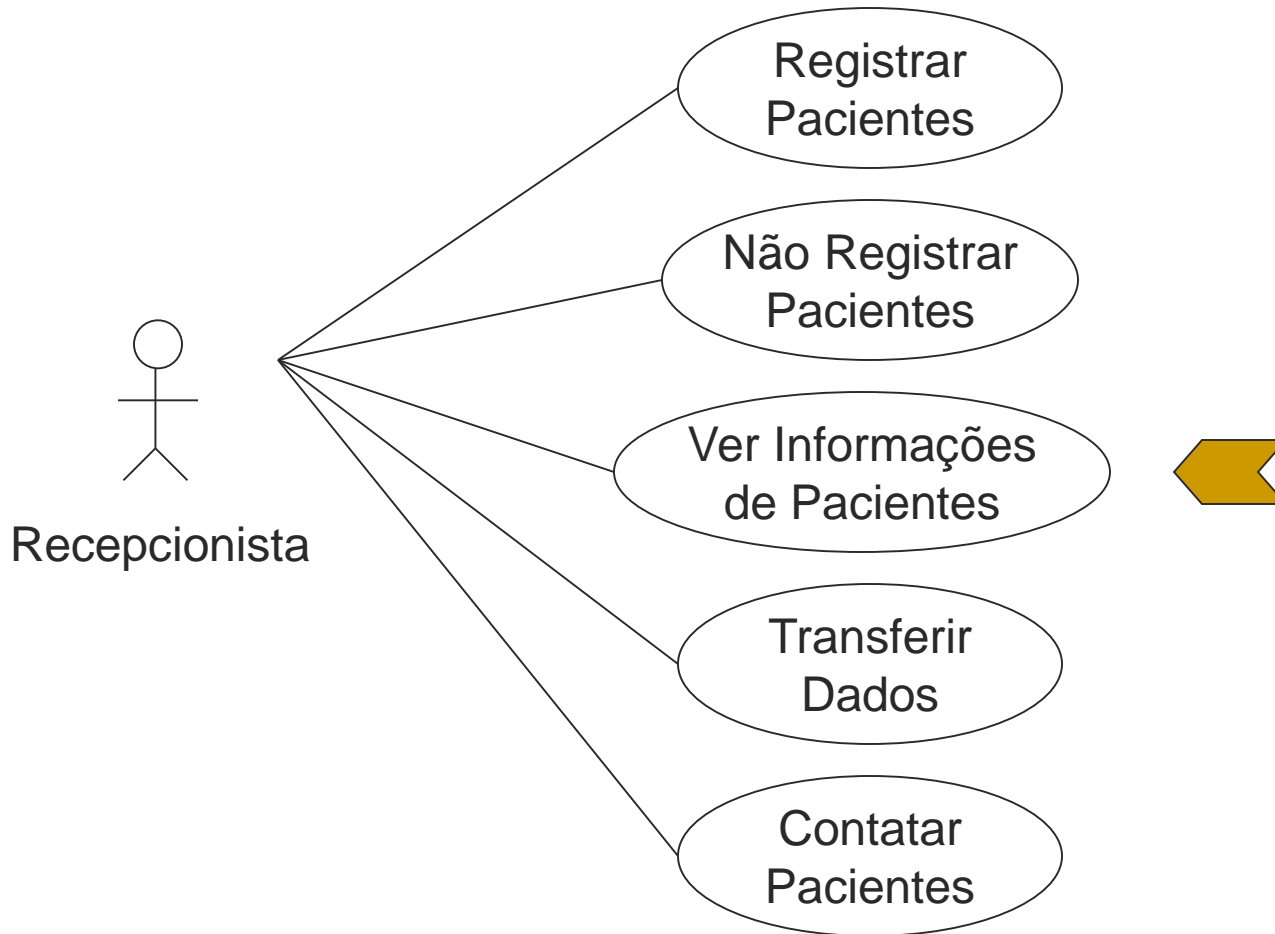 Registrar
Pacientes
Não Registrar
Pacientes
Ver Informações
de Pacientes
Recepcionista
Transferir
Dados
Contatar
Pacientes